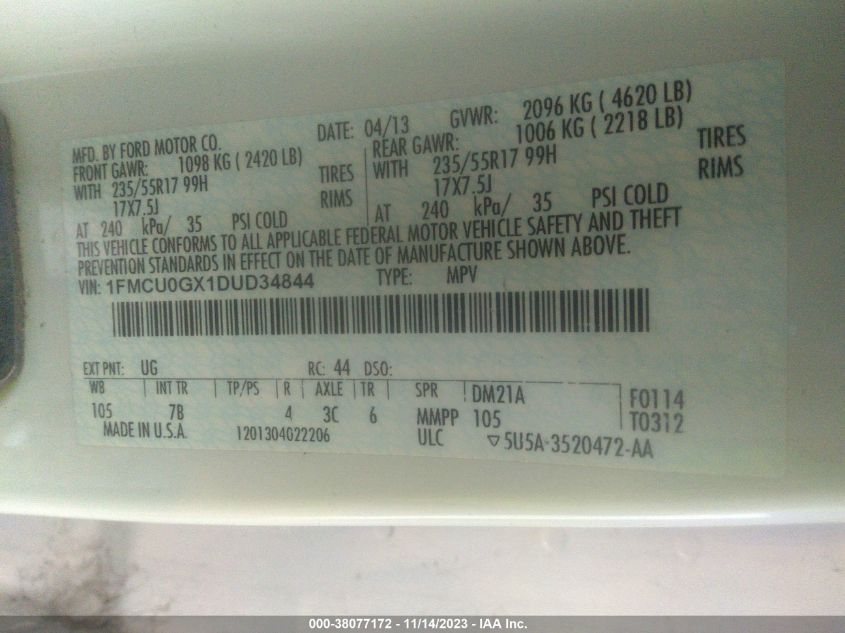 MFD. BY FORD MOTOR CO.
DATE: 04/13
GVWR: 2096 KG ( 4620 LB)
FRONT GAWR: 1098 KG ( 2420 LB)
REAR GAWR: 1006 KG ( 2218 LB)
WITH 235/55R17 99H TIRES
WITH 235/55R17 99H TIRES
17X7.5J RIMS
17X7.5J RIMS
AT 240 kPa/ 35 PSI COLD
AT 240 kPa/ 35 PSI COLD
THIS VEHICLE CONFORMS TO ALL APPLICABLE FEDERAL MOTOR VEHICLE SAFETY AND THEFT
PREVENTION STANDARDS IN EFFECT ON THE DATE OF MANUFACTURE SHOWN ABOVE.
VIN: 1FMCU0GX1DUD34844 TYPE: MPV
EXT PNT: UG RC: 44 DSO:
WB INT TR TP/PS R AXLE TR SPR DM21A F0114
105 7B 4 3C 6 MMPP 105 T0312
MADE IN U.S.A. 1201304022206 ULC ▽5U5A-3520472-AA
000-38077172 - 11/14/2023 - IAA Inc.